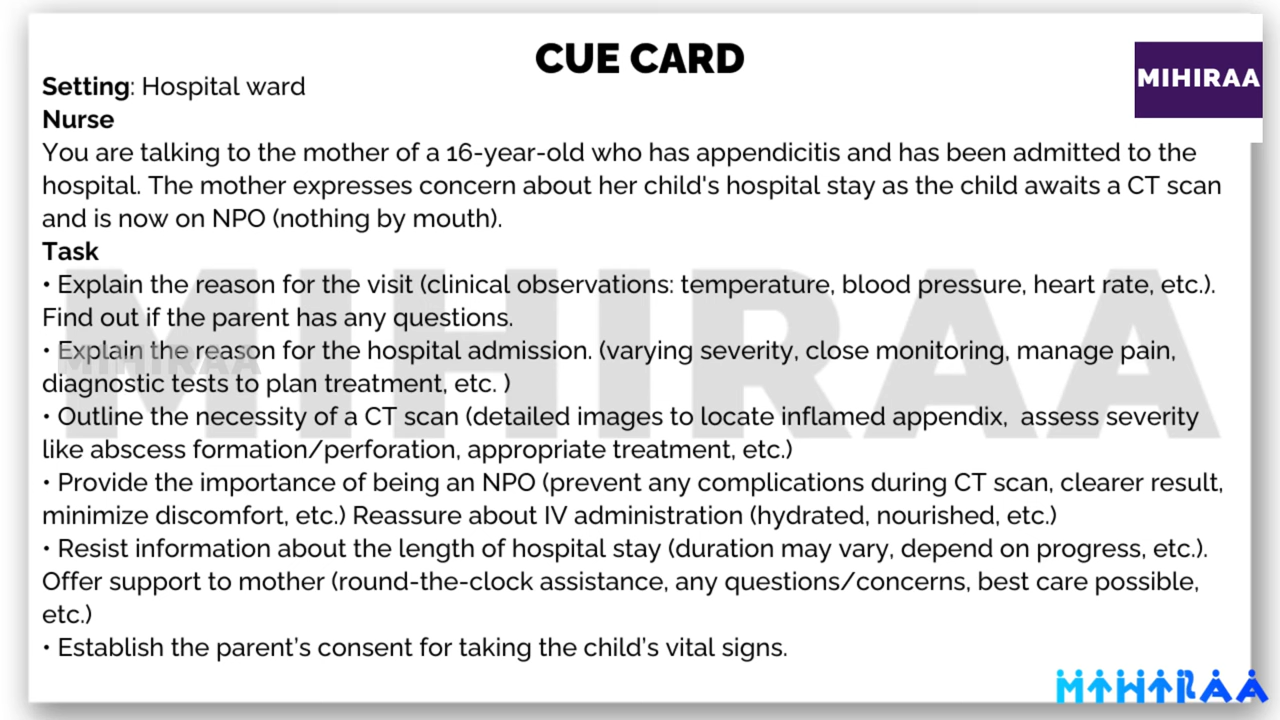 CUE CARD
MIHIRAA
Setting: Hospital ward
Nurse
You are talking to the mother of a 16-year-old who has appendicitis and has been admitted to the
hospital. The mother expresses concern about her child's hospital stay as the child awaits a CT scan
and is now on NPO (nothing by mouth).
Task
• Explain the reason for the visit (clinical observations: temperature, blood pressure, heart rate, etc.).
Find out if the parent has any questions.
• Explain the reason for the hospital admission. (varying severity, close monitoring, manage pain,
diagnostic tests to plan treatment, etc. )
• Outline the necessity of a CT scan (detailed images to locate inflamed appendix,  assess severity
like abscess formation/perforation, appropriate treatment, etc.)
• Provide the importance of being an NPO (prevent any complications during CT scan, clearer result,
minimize discomfort, etc.) Reassure about IV administration (hydrated, nourished, etc.)
• Resist information about the length of hospital stay (duration may vary, depend on progress, etc.).
Offer support to mother (round-the-clock assistance, any questions/concerns, best care possible,
etc.)
• Establish the parent’s consent for taking the child’s vital signs.
MIHIRAA
MIHIRAA
MIHIRAA